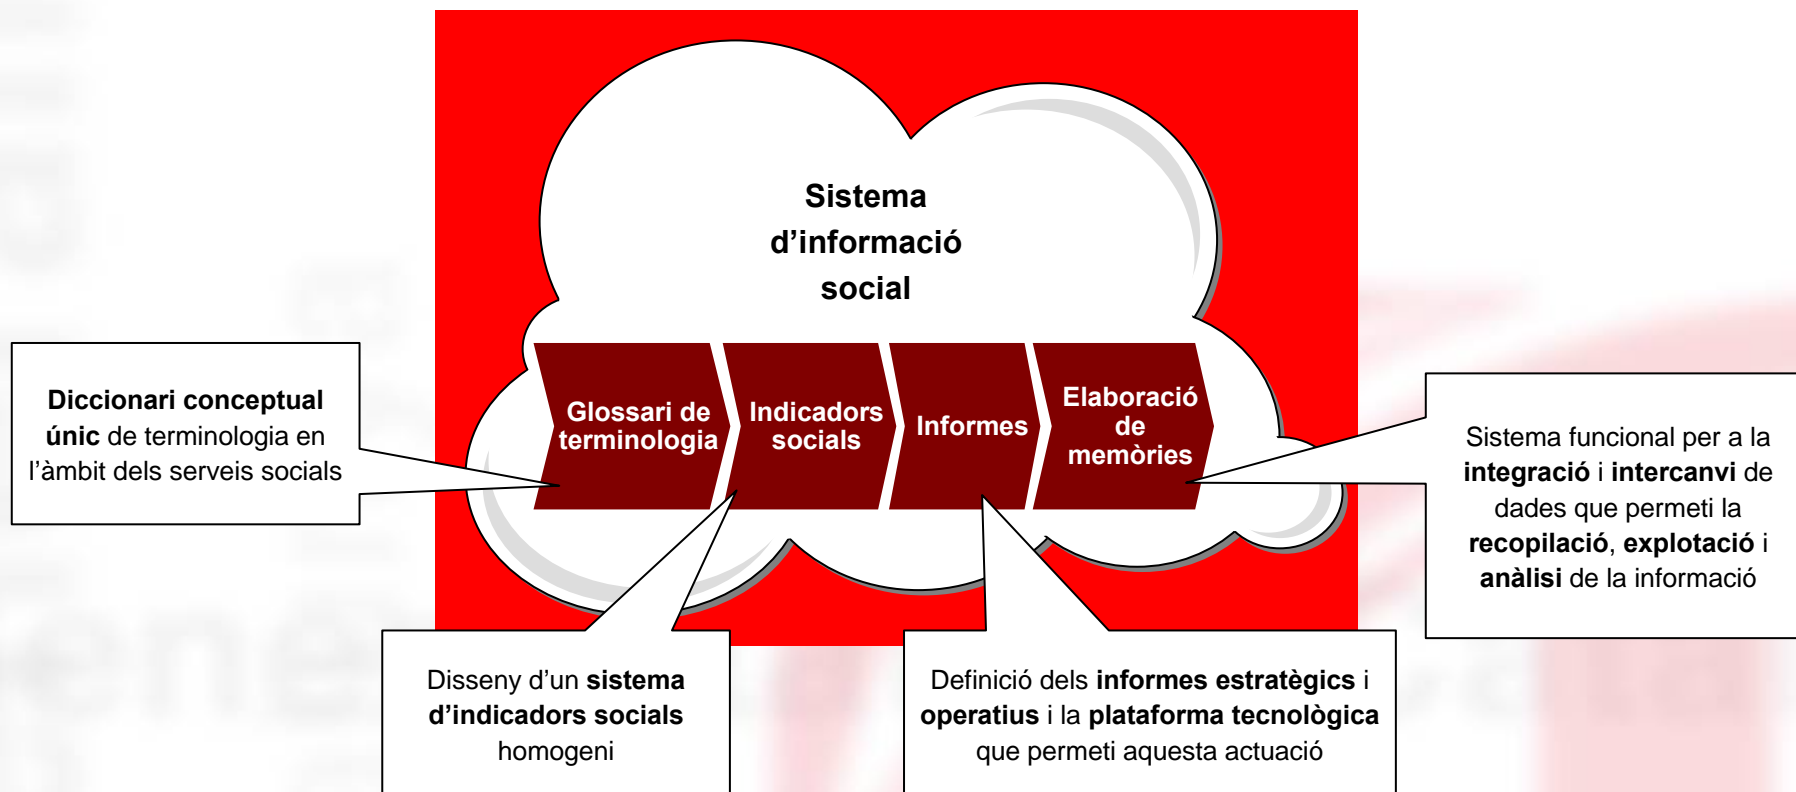 Sistema
d’informació
social
Glossari de
terminologia
Indicadors
socials
Informes
Elaboració
de
memòries
Diccionari conceptual
únic de terminologia en
l’àmbit dels serveis socials
Sistema funcional per a la
integració i intercanvi de
dades que permeti la
recopilació, explotació i
anàlisi de la informació
Disseny d’un sistema
d’indicadors socials
homogeni
Definició dels informes estratègics i
operatius i la plataforma tecnològica
que permeti aquesta actuació